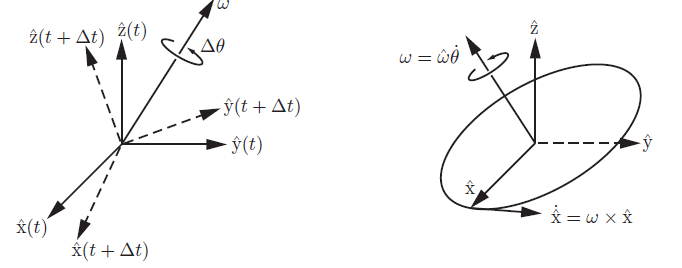 ω
ẑ(t + Δt)
ẑ(t)
Δθ
ŷ(t + Δt)
ŷ(t)
x̂(t)
x̂(t + Δt)
ẑ
ω = ω̂θ̇
ŷ
x̂
x̂̇ = ω × x̂